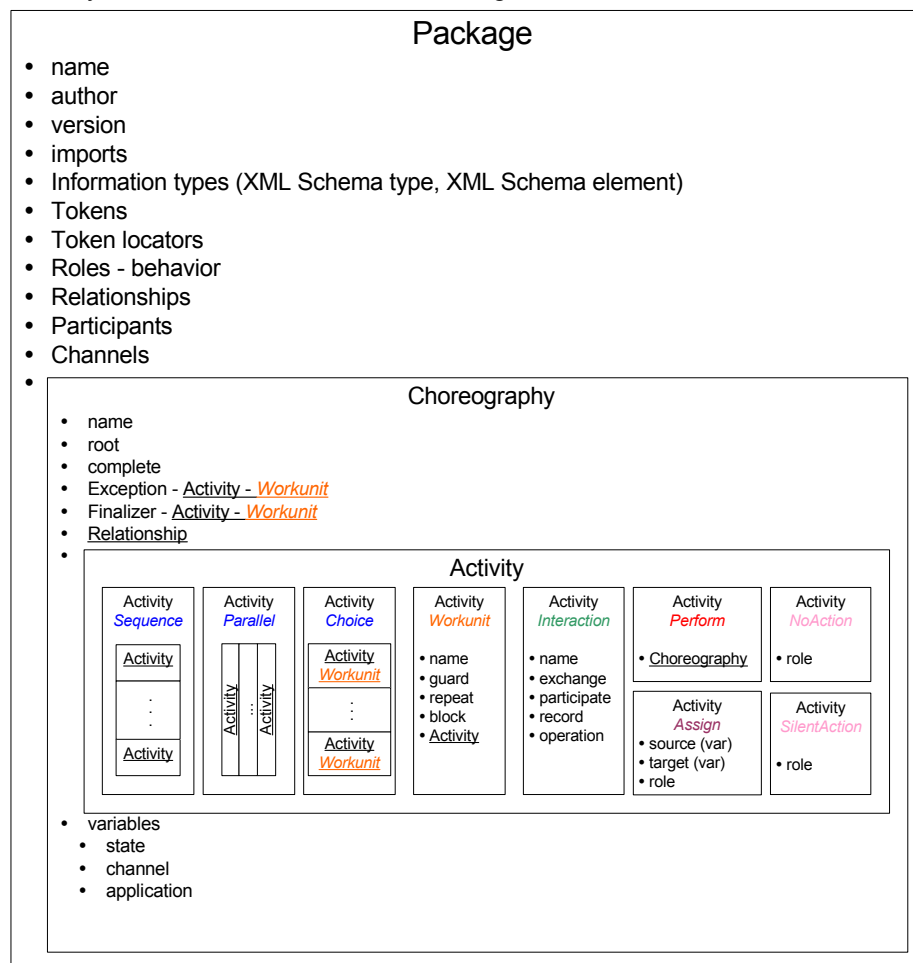 Package
• name
• author
• version
• imports
• Information types (XML Schema type, XML Schema element)
• Tokens
• Token locators
• Roles - behavior
• Relationships
• Participants
• Channels
•
Choreography
• name
• root
• complete
• Exception - Activity - Workunit
• Finalizer - Activity - Workunit
• Relationship
•
Activity
Activity
Sequence
Activity
. . .
Activity
Activity
Parallel
Activity
...
Activity
Activity
Choice
Activity
Workunit
. . .
Activity
Workunit
Activity
Workunit
• name
• guard
• repeat
• block
• Activity
Activity
Interaction
• name
• exchange
• participate
• record
• operation
Activity
Perform
• Choreography
Activity
Assign
• source (var)
• target (var)
• role
Activity
NoAction
• role
Activity
SilentAction
• role
• variables
• state
• channel
• application